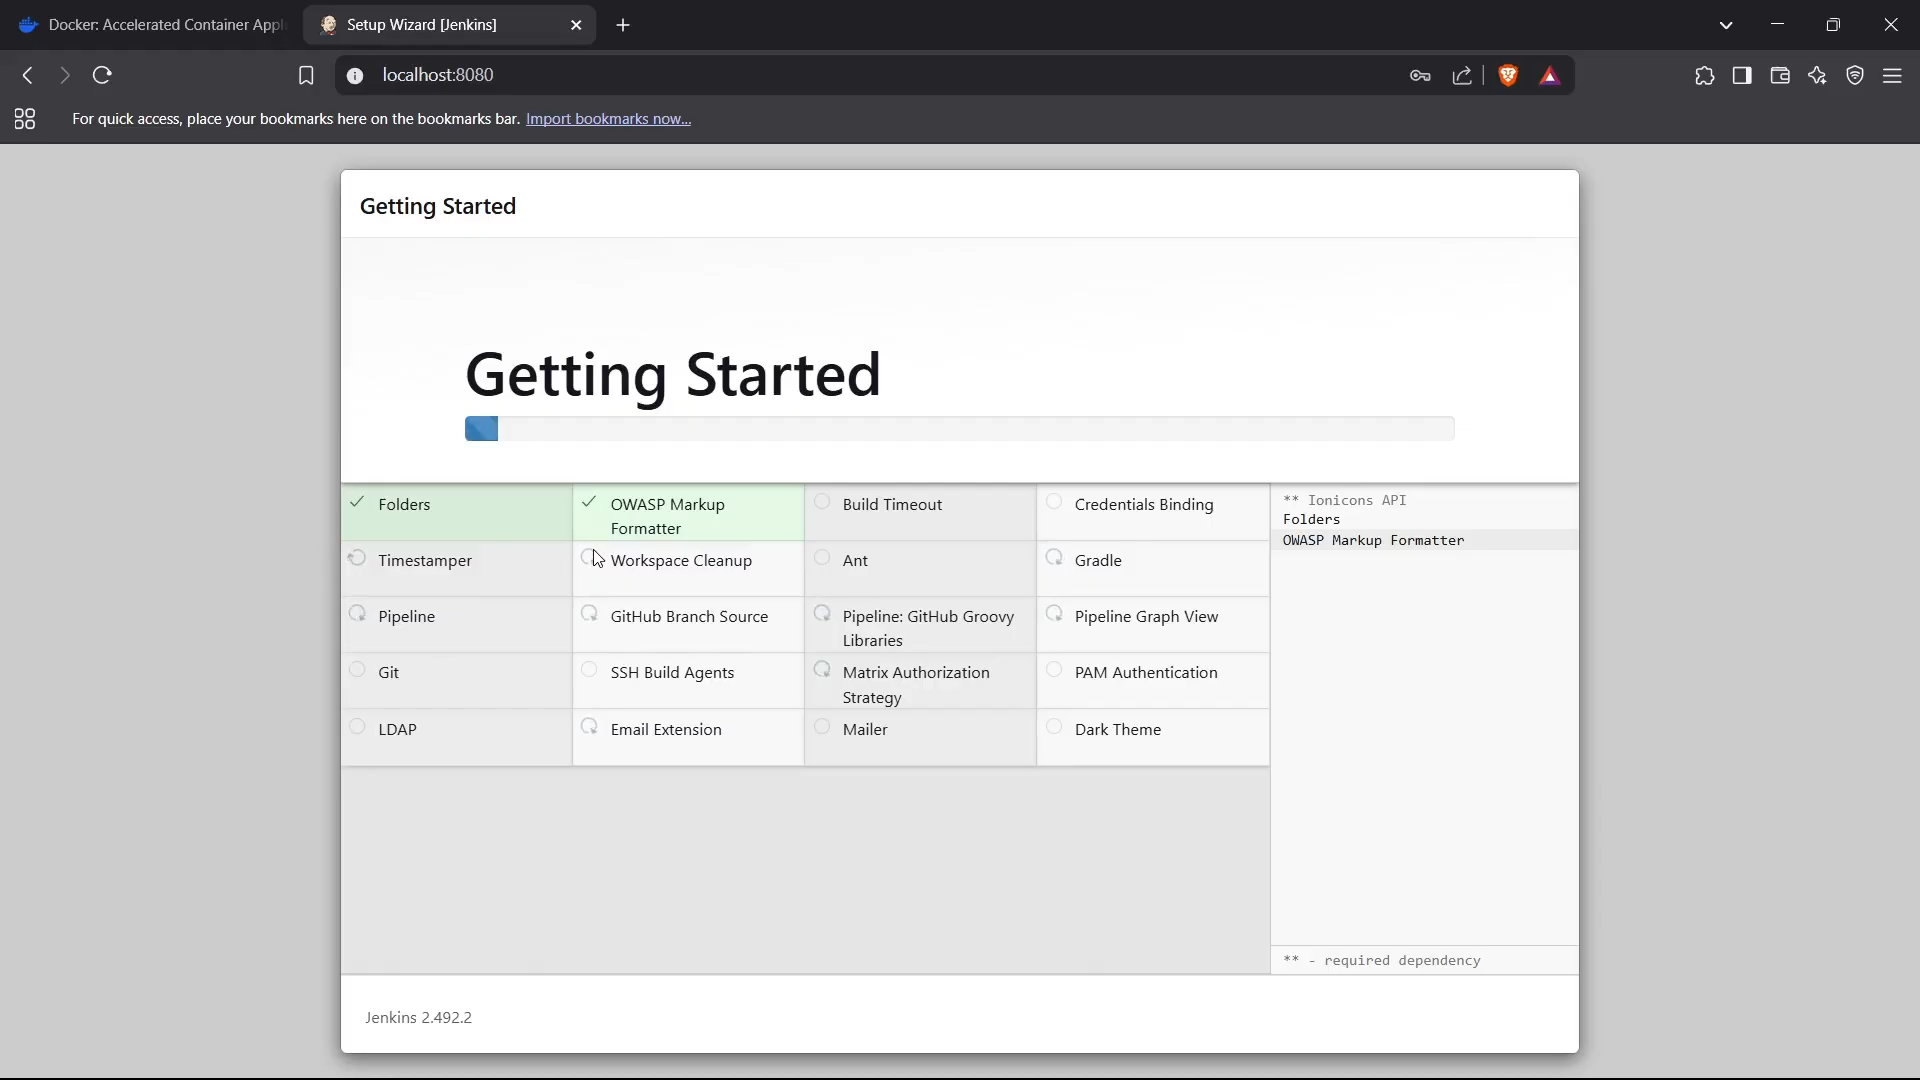 Docker: Accelerated Container Appl
Setup Wizard [Jenkins]
localhost:8080
For quick access, place your bookmarks here on the bookmarks bar. Import bookmarks now...
Getting Started
Getting Started
Folders
OWASP Markup
Formatter
Build Timeout
Credentials Binding
Timestamper
Workspace Cleanup
Ant
Gradle
Pipeline
GitHub Branch Source
Pipeline: GitHub Groovy
Libraries
Pipeline Graph View
Git
SSH Build Agents
Matrix Authorization
Strategy
PAM Authentication
LDAP
Email Extension
Mailer
Dark Theme
** Ionicons API
Folders
OWASP Markup Formatter
** - required dependency
Jenkins 2.492.2